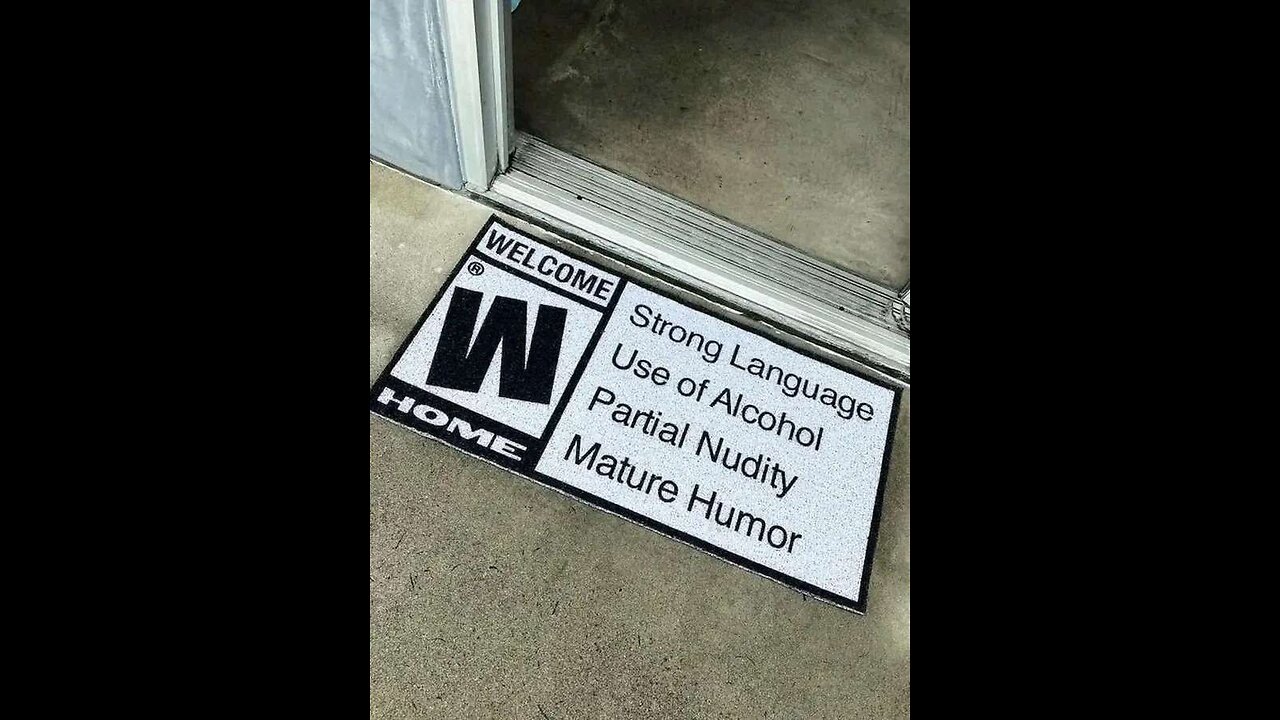 WELCOME
®
W
HOME
Strong Language
Use of Alcohol
Partial Nudity
Mature Humor